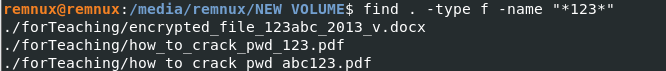 remnux@remnux:/media/remnux/NEW VOLUME$ find . -type f -name "*123*"
./forTeaching/encrypted_file_123abc_2013_v.docx
./forTeaching/how_to_crack_pwd_123.pdf
./forTeaching/how_to_crack_pwd_abc123.pdf